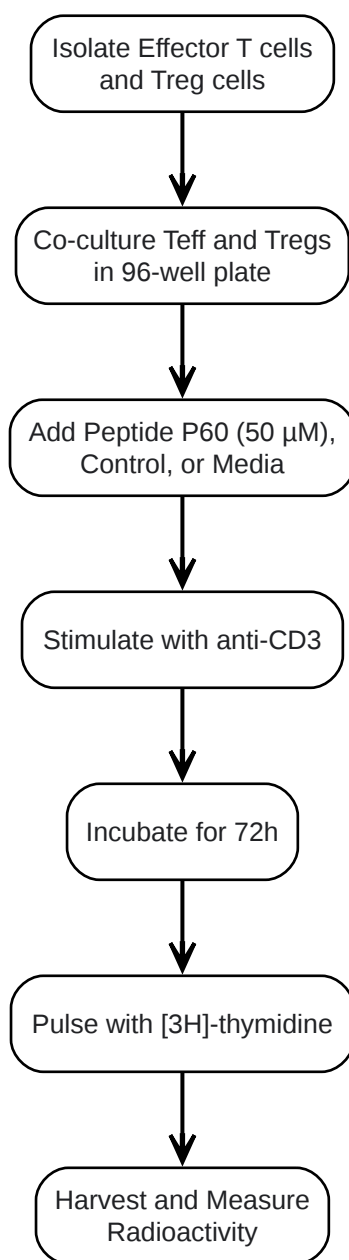 Isolate Effector T cells
and Treg cells
Co-culture Teff and Tregs
in 96-well plate
Add Peptide P60 (50 µM),
Control, or Media
Stimulate with anti-CD3
Incubate for 72h
Pulse with [3H]-thymidine
Harvest and Measure
Radioactivity